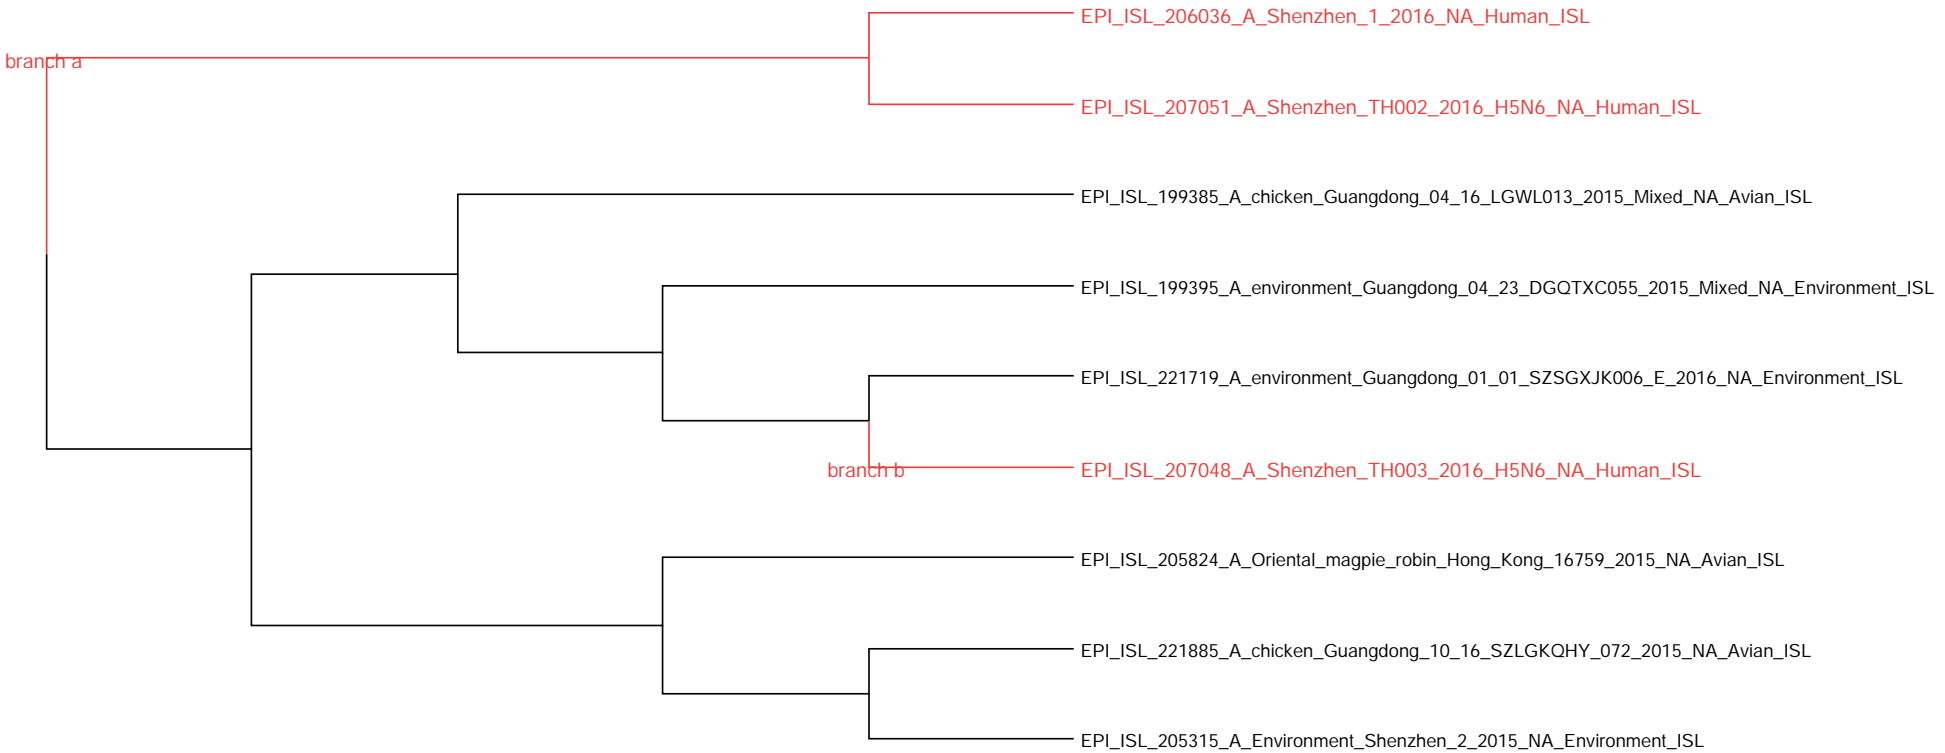 EPI_ISL_206036_A_Shenzhen_1_2016_NA_Human_ISL
branch a
EPI_ISL_207051_A_Shenzhen_TH002_2016_H5N6_NA_Human_ISL
EPI_ISL_199385_A_chicken_Guangdong_04_16_LGWL013_2015_Mixed_NA_Avian_ISL
EPI_ISL_199395_A_environment_Guangdong_04_23_DGQTXC055_2015_Mixed_NA_Environment_ISL
EPI_ISL_221719_A_environment_Guangdong_01_01_SZSGXJK006_E_2016_NA_Environment_ISL
branch b
EPI_ISL_207048_A_Shenzhen_TH003_2016_H5N6_NA_Human_ISL
EPI_ISL_205824_A_Oriental_magpie_robin_Hong_Kong_16759_2015_NA_Avian_ISL
EPI_ISL_221885_A_chicken_Guangdong_10_16_SZLGKQHY_072_2015_NA_Avian_ISL
EPI_ISL_205315_A_Environment_Shenzhen_2_2015_NA_Environment_ISL